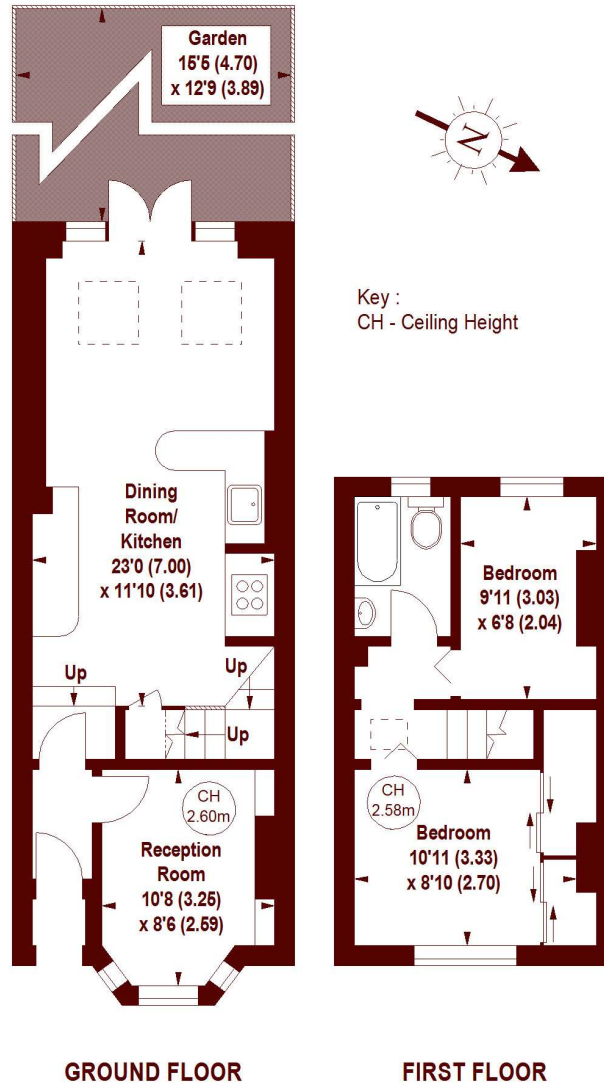 Garden
15'5 (4.70)
x 12'9 (3.89)
N
Key :
CH - Ceiling Height
Dining
Room/
Kitchen
23'0 (7.00)
x 11'10 (3.61)
Bedroom
9'11 (3.03)
x 6'8 (2.04)
Up
Up
Up
CH
2.60m
Reception
Room
10'8 (3.25)
x 8'6 (2.59)
CH
2.58m
Bedroom
10'11 (3.33)
x 8'10 (2.70)
GROUND FLOOR
FIRST FLOOR